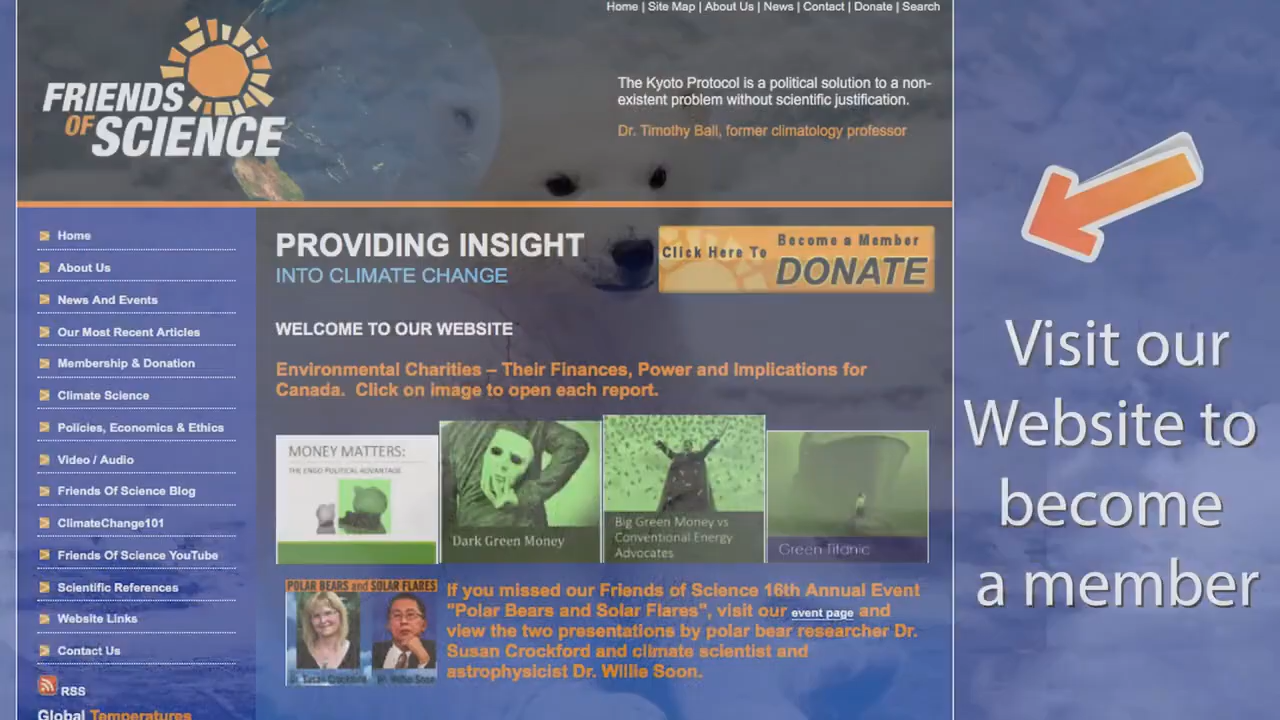 Home | Site Map | About Us | News | Contact | Donate | Search
FRIENDS
OF SCIENCE
The Kyoto Protocol is a political solution to a non-
existent problem without scientific justification.
Dr. Timothy Ball, former climatology professor
Home
About Us
News And Events
Our Most Recent Articles
Membership & Donation
Climate Science
Policies, Economics & Ethics
Video / Audio
Friends Of Science Blog
ClimateChange101
Friends Of Science YouTube
Scientific References
Website Links
Contact Us
RSS
Global Temperatures
PROVIDING INSIGHT
INTO CLIMATE CHANGE
Click Here To
Become a Member
DONATE
WELCOME TO OUR WEBSITE
Environmental Charities – Their Finances, Power and Implications for
Canada. Click on image to open each report.
MONEY MATTERS:
THE ENGO POLITICAL ADVANTAGE
Dark Green Money
Big Green Money vs
Conventional Energy
Advocates
Green Titanic
POLAR BEARS and SOLAR FLARES
Dr. Susan Crockford Dr. Willie Soon
If you missed our Friends of Science 16th Annual Event
"Polar Bears and Solar Flares", visit our event page and
view the two presentations by polar bear researcher Dr.
Susan Crockford and climate scientist and
astrophysicist Dr. Willie Soon.
Visit our
Website to
become
a member